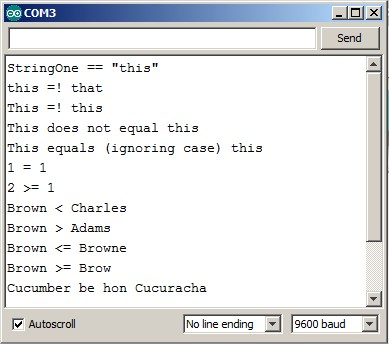 COM3
Send
StringOne == "this"
this =! that
This =! this
This does not equal this
This equals (ignoring case) this
1 = 1
2 >= 1
Brown < Charles
Brown > Adams
Brown <= Browne
Brown >= Brow
Cucumber be hon Cucuracha
Autoscroll
No line ending
9600 baud